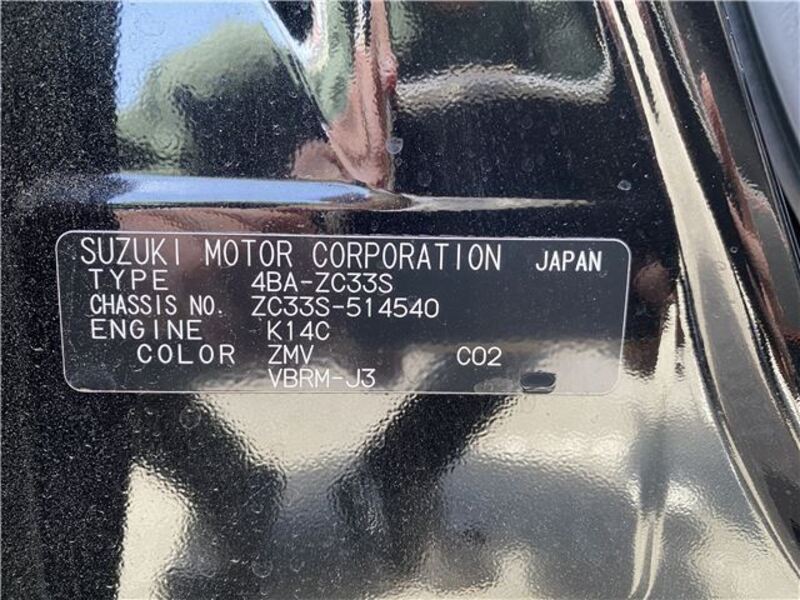 SUZUKI MOTOR CORPORATION JAPAN
TYPE 4BA-ZC33S
CHASSIS NO. ZC33S-514540
ENGINE K14C
COLOR ZMV C02
VBRM-J3